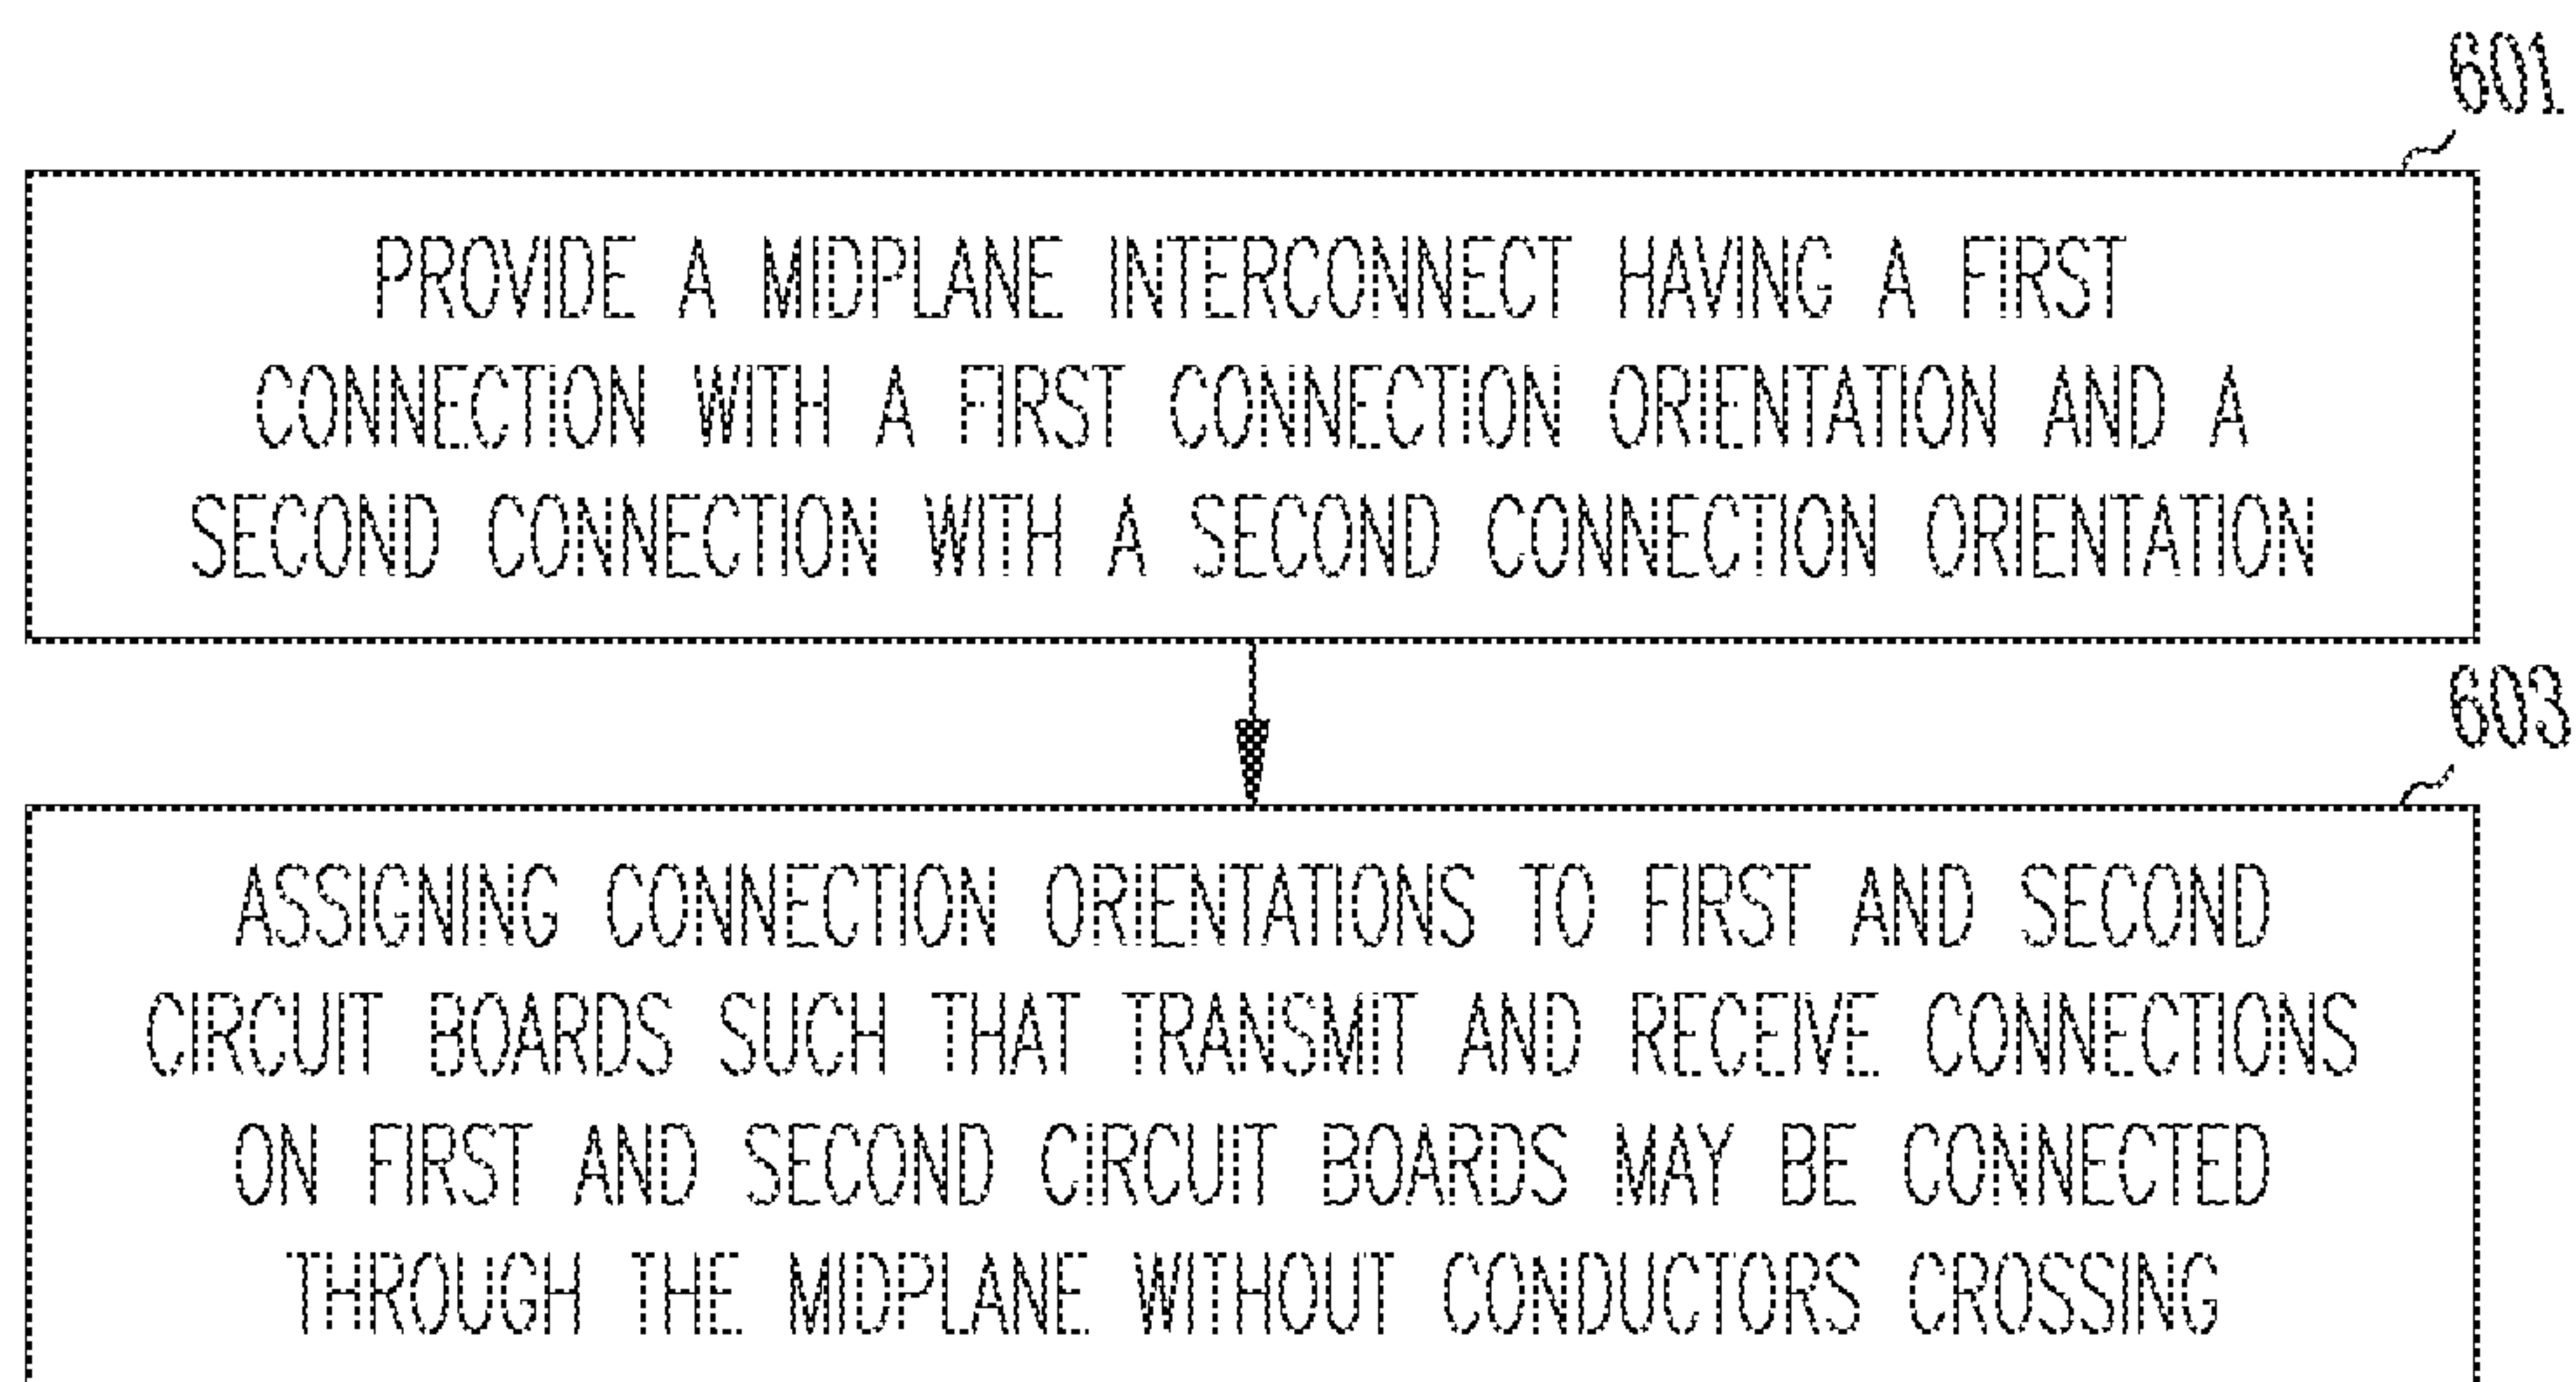 601
PROVIDE A MIDPLANE INTERCONNECT HAVING A FIRST
CONNECTION WITH A FIRST CONNECTION ORIENTATION AND A
SECOND CONNECTION WITH A SECOND CONNECTION ORIENTATION
603
ASSIGNING CONNECTION ORIENTATIONS TO FIRST AND SECOND
CIRCUIT BOARDS SUCH THAT TRANSMIT AND RECEIVE CONNECTIONS
ON FIRST AND SECOND CIRCUIT BOARDS MAY BE CONNECTED
THROUGH THE MIDPLANE WITHOUT CONDUCTORS CROSSING